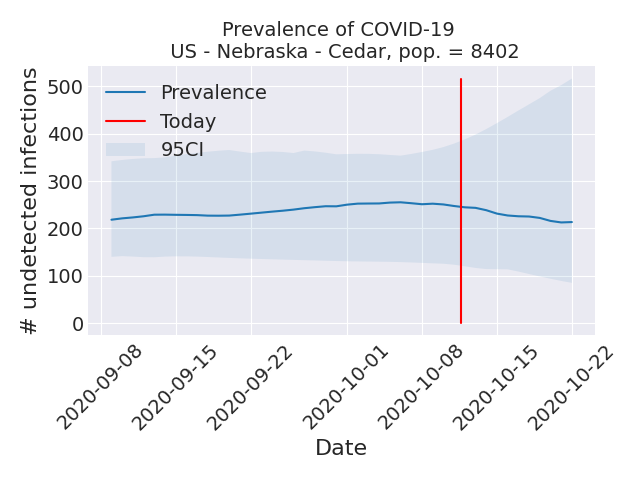 Prevalence of COVID-19
US - Nebraska - Cedar, pop. = 8402
# undetected infections
500
400
300
200
100
0
Prevalence
Today
95CI
2020-09-08
2020-09-15
2020-09-22
2020-10-01
2020-10-08
2020-10-15
2020-10-22
Date